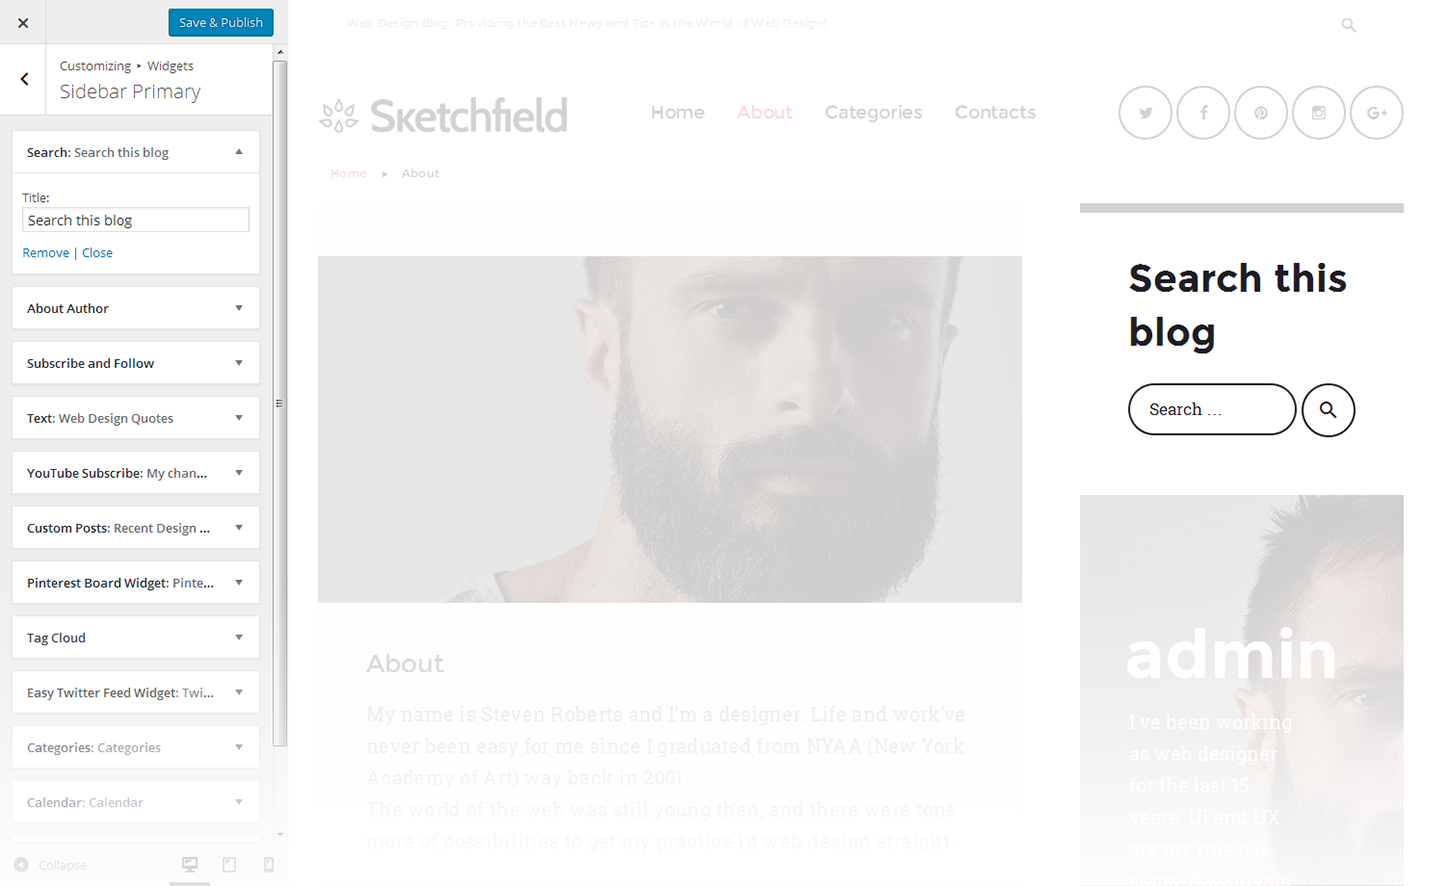 Save & Publish
Customizing ▸ Widgets
Sidebar Primary
Search: Search this blog
Title:
Search this blog
Remove | Close
About Author
Subscribe and Follow
Text: Web Design Quotes
YouTube Subscribe: My chan...
Custom Posts: Recent Design ...
Pinterest Board Widget: Pinte...
Tag Cloud
Easy Twitter Feed Widget: Twi...
Categories: Categories
Calendar: Calendar
Collapse
Web Design Blog: Providing the Best News and Tips in the World of Web Design!
Sketchfield
Home About Categories Contacts
Home ▸ About
About
My name is Steven Roberts and I’m a designer. Life and work’ve
never been easy for me since I graduated from NYAA (New York
Academy of Art) way back in 2001.
The world of the web was still young then, and there were tons
more of possibilities to get my practice in web design straight.
Search this
blog
Search …
admin
I ve been working
as web designer
for the last 15
years. UI and UX
are my true pas-